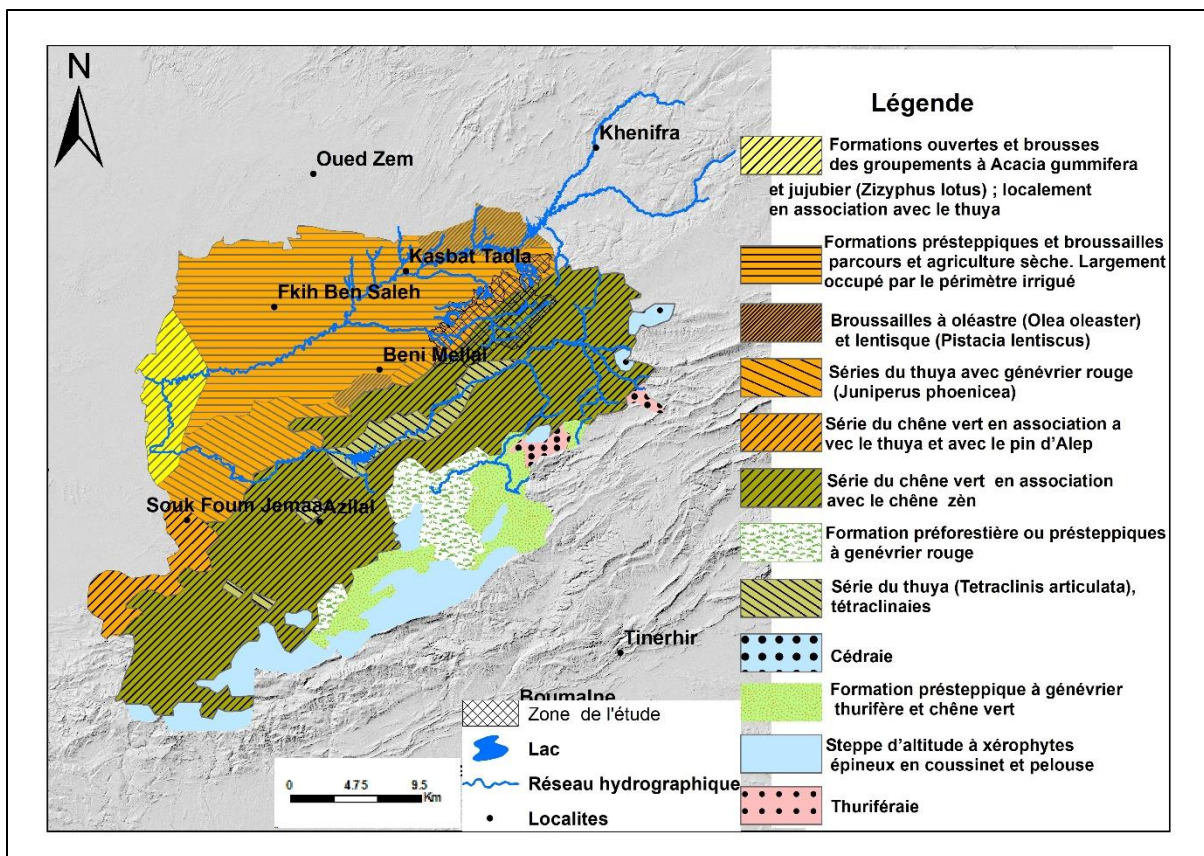 N
Khenifra
Oued Zem
Kasbat Tadla
Fkih Ben Saleh
Beni Mellal
Souk Foum Jemaa
Azilal
Tinerhir
Boumalne
Légende
Formations ouvertes et brousses
des groupements à Acacia gummifera
et jujubier (Zizyphus lotus) ; localement
en association avec le thuya
Formations présteppiques et broussailles
parcours et agriculture sèche. Largement
occupé par le périmètre irrigué
Broussailles à oléastre (Olea oleaster)
et lentisque (Pistacia lentiscus)
Séries du thuya avec génévrier rouge
(Juniperus phoenicea)
Série du chêne vert en association a
vec le thuya et avec le pin d'Alep
Série du chêne vert en association
avec le chêne zèn
Formation préforestière ou présteppiques
à genévrier rouge
Série du thuya (Tetraclinis articulata),
tétraclinaies
Cédraie
Formation présteppique à génévrier
thurifère et chêne vert
Steppe d'altitude à xérophytes
épineux en coussinet et pelouse
Thuriféraie
Zone de l'étude
Lac
Réseau hydrographique
Localites
0 4.75 9.5
Km